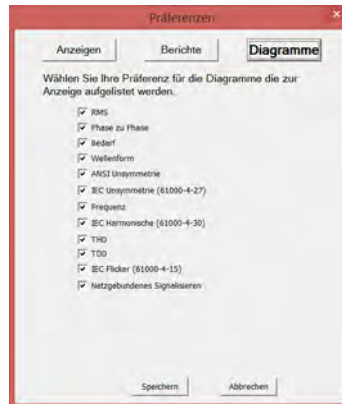 Präferenzen
Anzeigen Berichte Diagramme
Wählen Sie Ihre Präferenz für die Diagramme die zur
Anzeige aufgelistet werden.
RMS
Phase zu Phase
Bedarf
Wellenform
ANSI Unsymmetrie
IEC Unsymmetrie (61000-4-27)
Frequenz
IEC Harmonische (61000-4-30)
THD
TDD
IEC Flicker (61000-4-15)
Netzgebundenes Signalisieren
Speichern Abbrechen